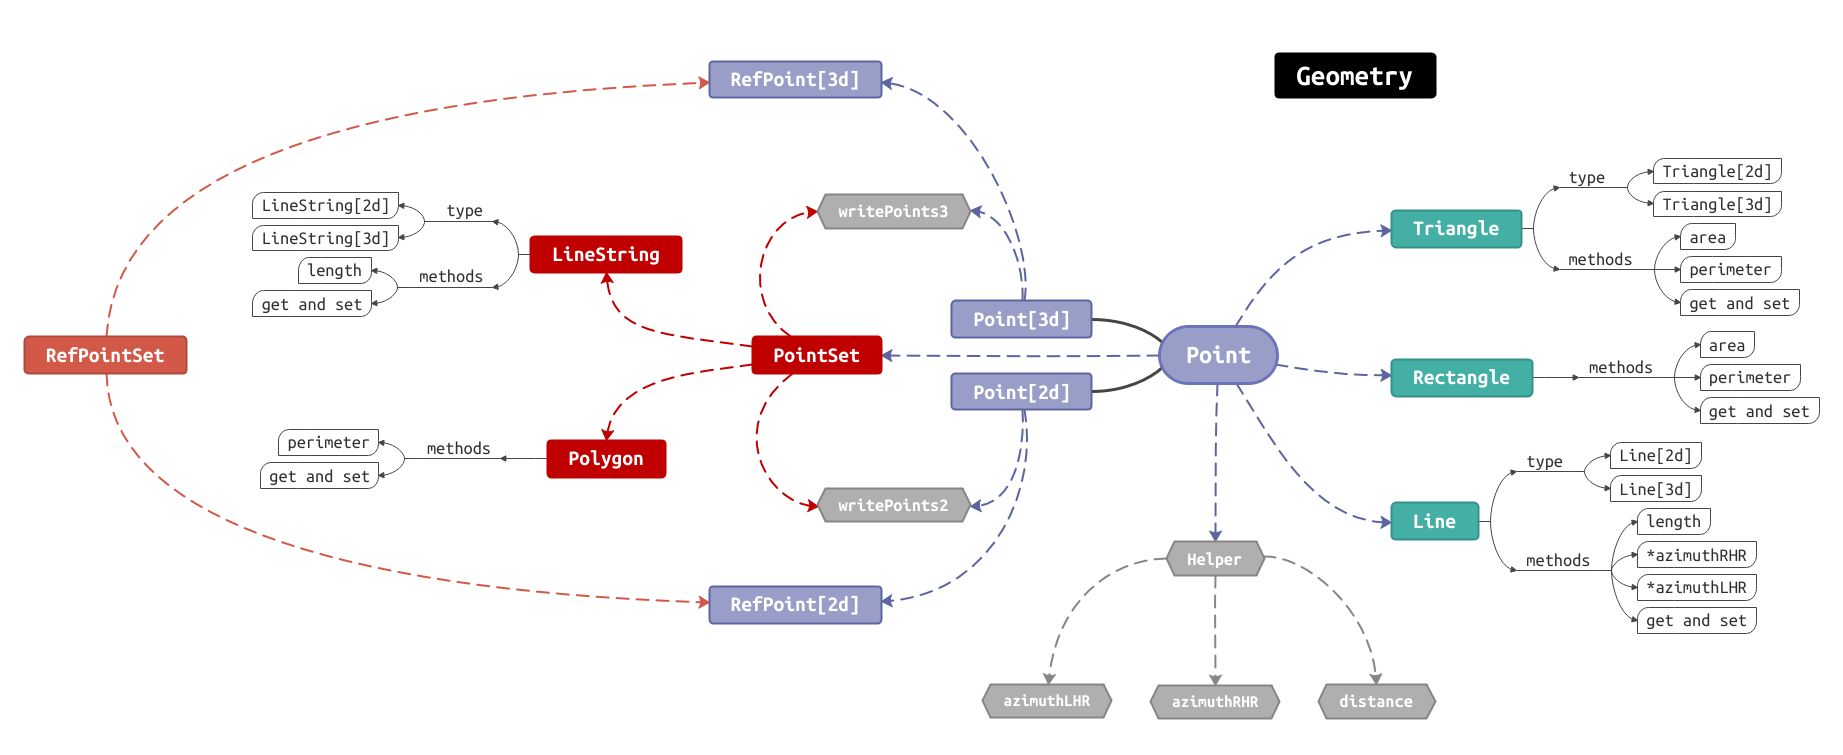 Geometry
RefPoint[3d]
LineString[2d]
LineString[3d]
type
length
get and set
methods
LineString
writePoints3
RefPointSet
PointSet
Point[3d]
Point[2d]
Point
perimeter
get and set
methods
Polygon
writePoints2
RefPoint[2d]
Triangle
type
Triangle[2d]
Triangle[3d]
methods
area
perimeter
get and set
Rectangle
methods
area
perimeter
get and set
Line
type
Line[2d]
Line[3d]
methods
length
*azimuthRHR
*azimuthLHR
get and set
Helper
azimuthLHR
azimuthRHR
distance